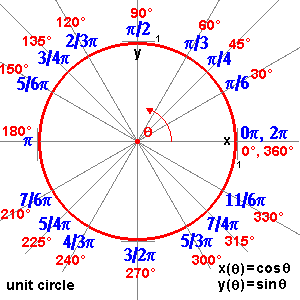 90°
120° π/2 60°
135° 2/3π y 1 π/3 45°
3/4π π/4
150° 5/6π π/6 30°
180° θ 0π, 2π
π x 0°, 360°
1
7/6π 11/6π
210° 330°
5/4π 7/4π
225° 4/3π 5/3π 315°
240° 3/2π 300°
270°
unit circle
x(θ)=cosθ
y(θ)=sinθ